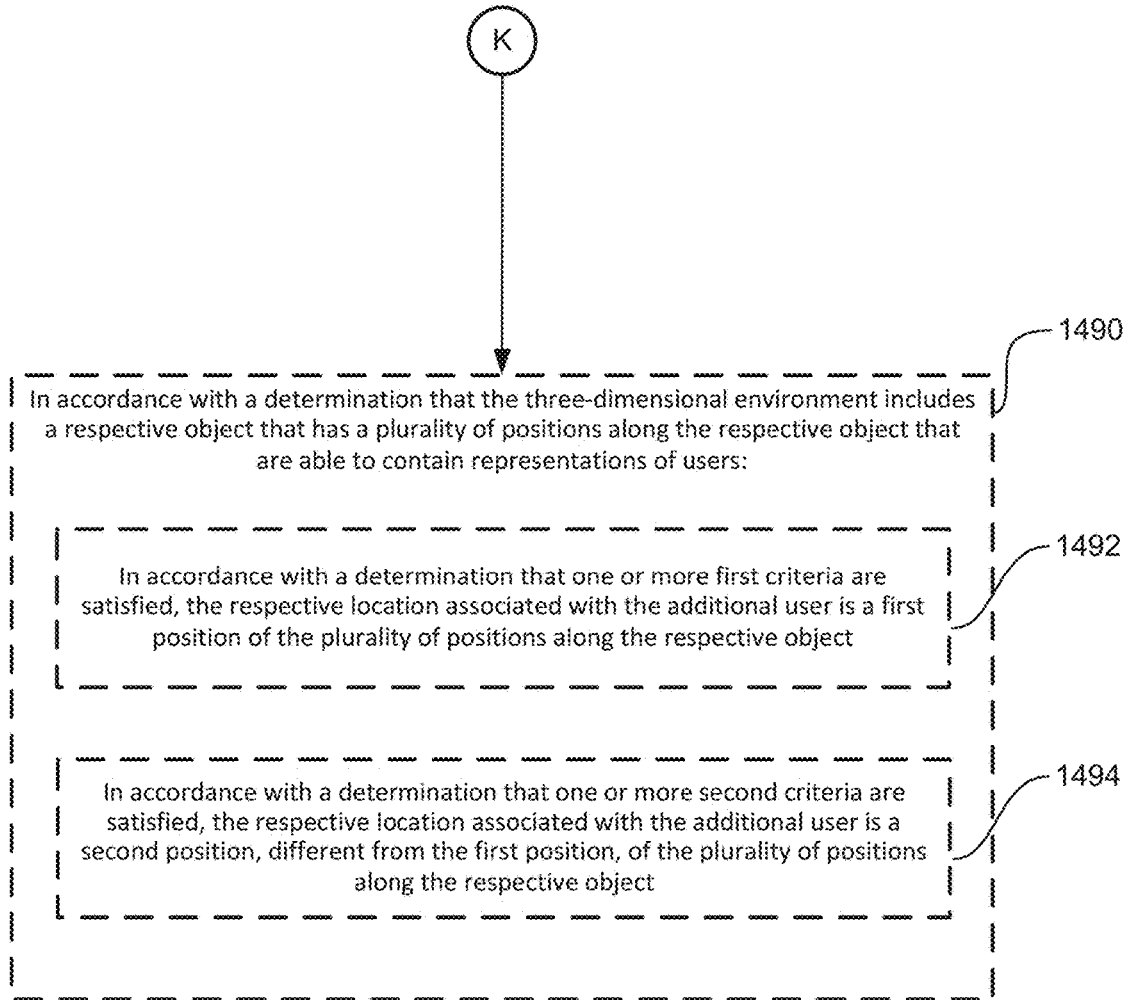 K
1490
In accordance with a determination that the three-dimensional environment includes
a respective object that has a plurality of positions along the respective object that
are able to contain representations of users:
1492
In accordance with a determination that one or more first criteria are
satisfied, the respective location associated with the additional user is a first
position of the plurality of positions along the respective object
1494
In accordance with a determination that one or more second criteria are
satisfied, the respective location associated with the additional user is a
second position, different from the first position, of the plurality of positions
along the respective object